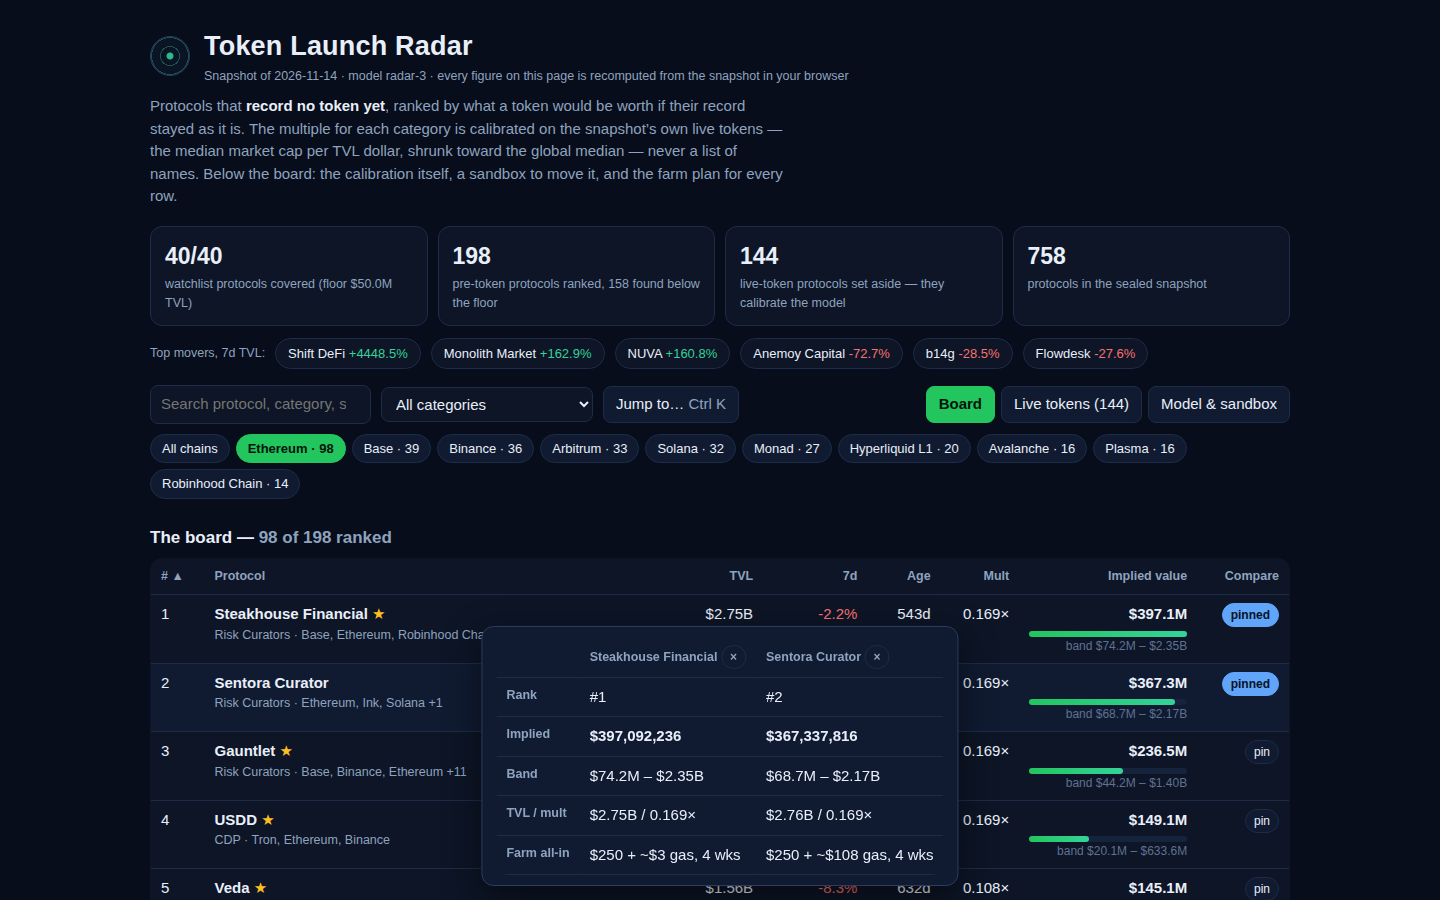 Token Launch Radar
Snapshot of 2026-11-14 · model radar-3 · every figure on this page is recomputed from the snapshot in your browser
Protocols that record no token yet, ranked by what a token would be worth if their record
stayed as it is. The multiple for each category is calibrated on the snapshot's own live tokens —
the median market cap per TVL dollar, shrunk toward the global median — never a list of
names. Below the board: the calibration itself, a sandbox to move it, and the farm plan for every
row.
40/40
watchlist protocols covered (floor $50.0M
TVL)
198
pre-token protocols ranked, 158 found below
the floor
144
live-token protocols set aside — they
calibrate the model
758
protocols in the sealed snapshot
Top movers, 7d TVL: Shift DeFi +4448.5% Monolith Market +162.9% NUVA +160.8% Anemoy Capital -72.7% b14g -28.5% Flowdesk -27.6%
Search protocol, category, s All categories Jump to… Ctrl K Board Live tokens (144) Model & sandbox
All chains Ethereum · 98 Base · 39 Binance · 36 Arbitrum · 33 Solana · 32 Monad · 27 Hyperliquid L1 · 20 Avalanche · 16 Plasma · 16
Robinhood Chain · 14
The board — 98 of 198 ranked
# ▲ Protocol TVL 7d Age Mult Implied value Compare
1 Steakhouse Financial ★ $2.75B -2.2% 543d 0.169× $397.1M pinned
Risk Curators · Base, Ethereum, Robinhood Cha
band $74.2M – $2.35B
2 Sentora Curator 0.169× $367.3M pinned
Risk Curators · Ethereum, Ink, Solana +1
band $68.7M – $2.17B
3 Gauntlet ★ 0.169× $236.5M pin
Risk Curators · Base, Binance, Ethereum +11
band $44.2M – $1.40B
4 USDD ★ 0.169× $149.1M pin
CDP · Tron, Ethereum, Binance
band $20.1M – $633.6M
5 Veda ★ $1.56B -8.3% 632d 0.108× $145.1M pin
Steakhouse Financial × Sentora Curator ×
Rank #1 #2
Implied $397,092,236 $367,337,816
Band $74.2M – $2.35B $68.7M – $2.17B
TVL / mult $2.75B / 0.169× $2.76B / 0.169×
Farm all-in $250 + ~$3 gas, 4 wks $250 + ~$108 gas, 4 wks